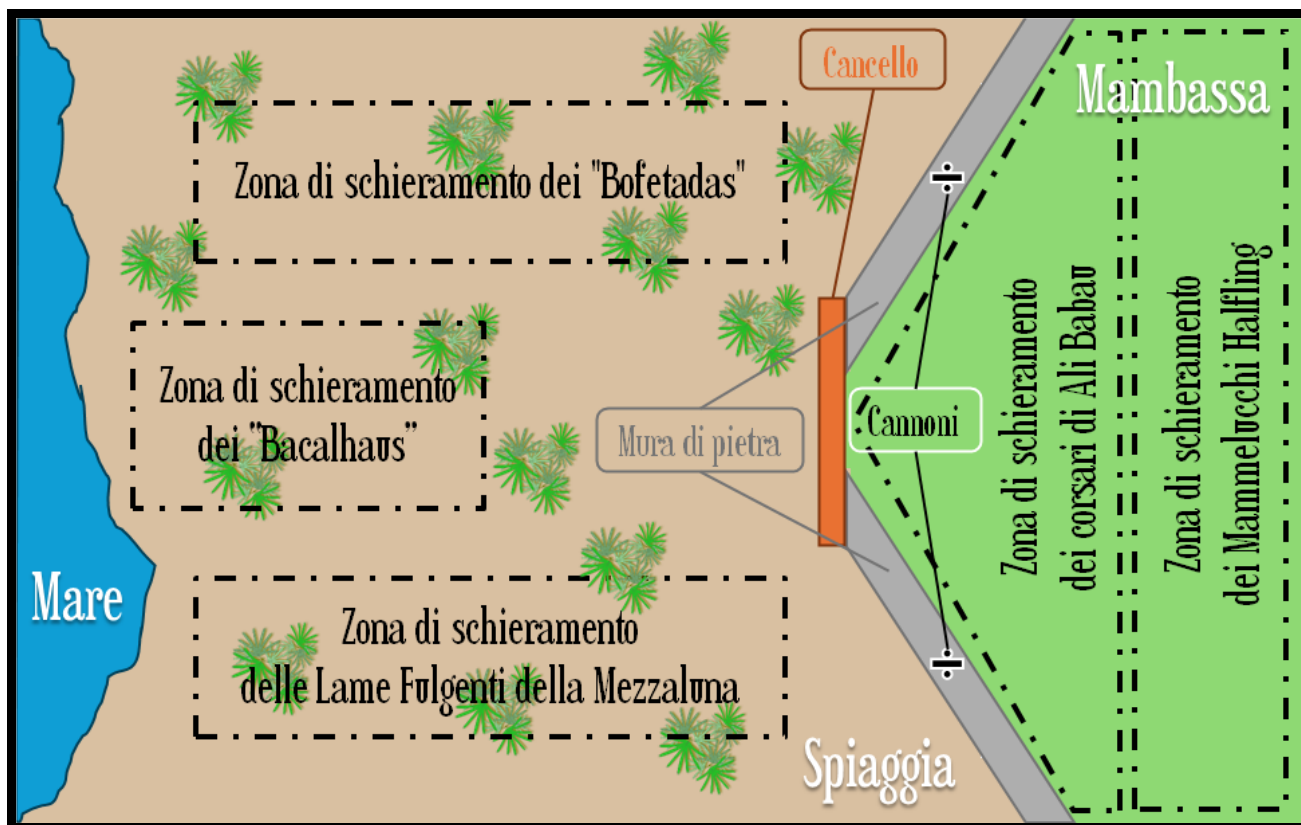 Cancello
Mambassa
Zona di schieramento dei "Bofetadas"
Zona di schieramento
dei "Bacalhaus"
Mura di pietra
Cannoni
Zona di schieramento
dei corsari di Ali Babau
Zona di schieramento
dei Mammelucchi Halfling
Mare
Zona di schieramento
delle Lame Fulgenti della Mezzaluna
Spiaggia